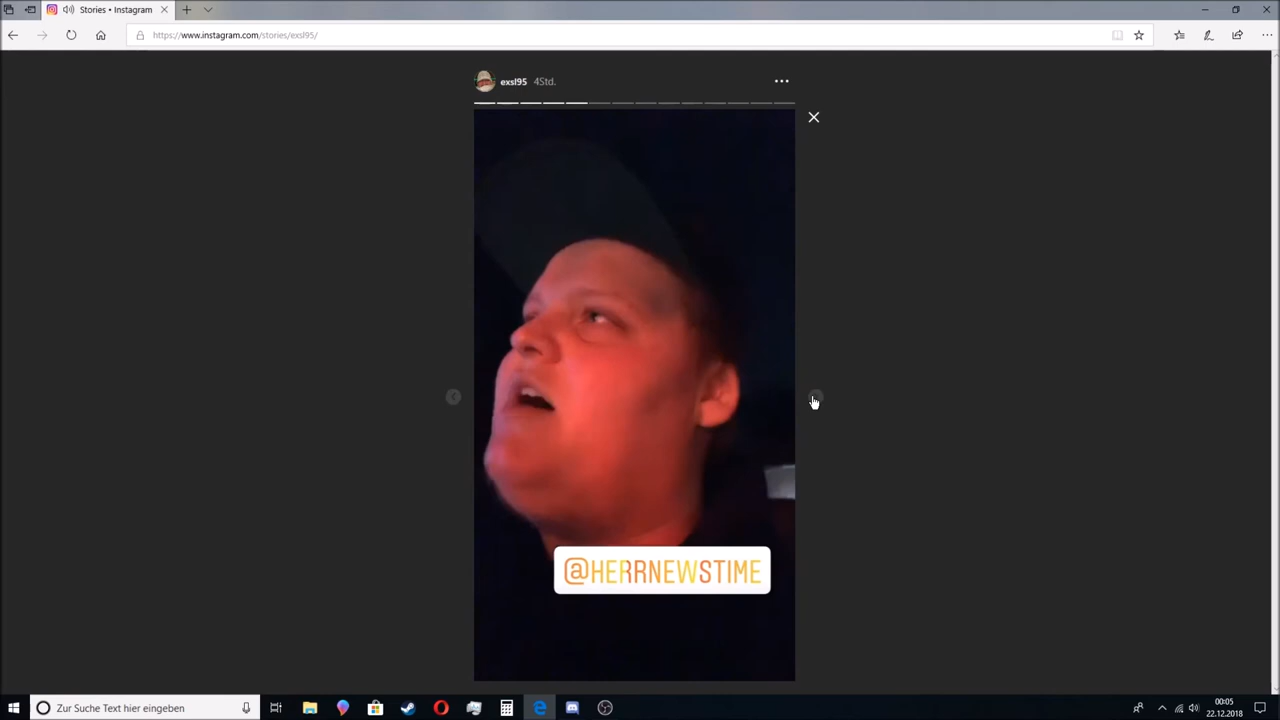 Stories • Instagram
https://www.instagram.com/stories/exsl95/
exsl95 4Std.
@HERRNEWSTIME
Zur Suche Text hier eingeben
00:05
22.12.2018